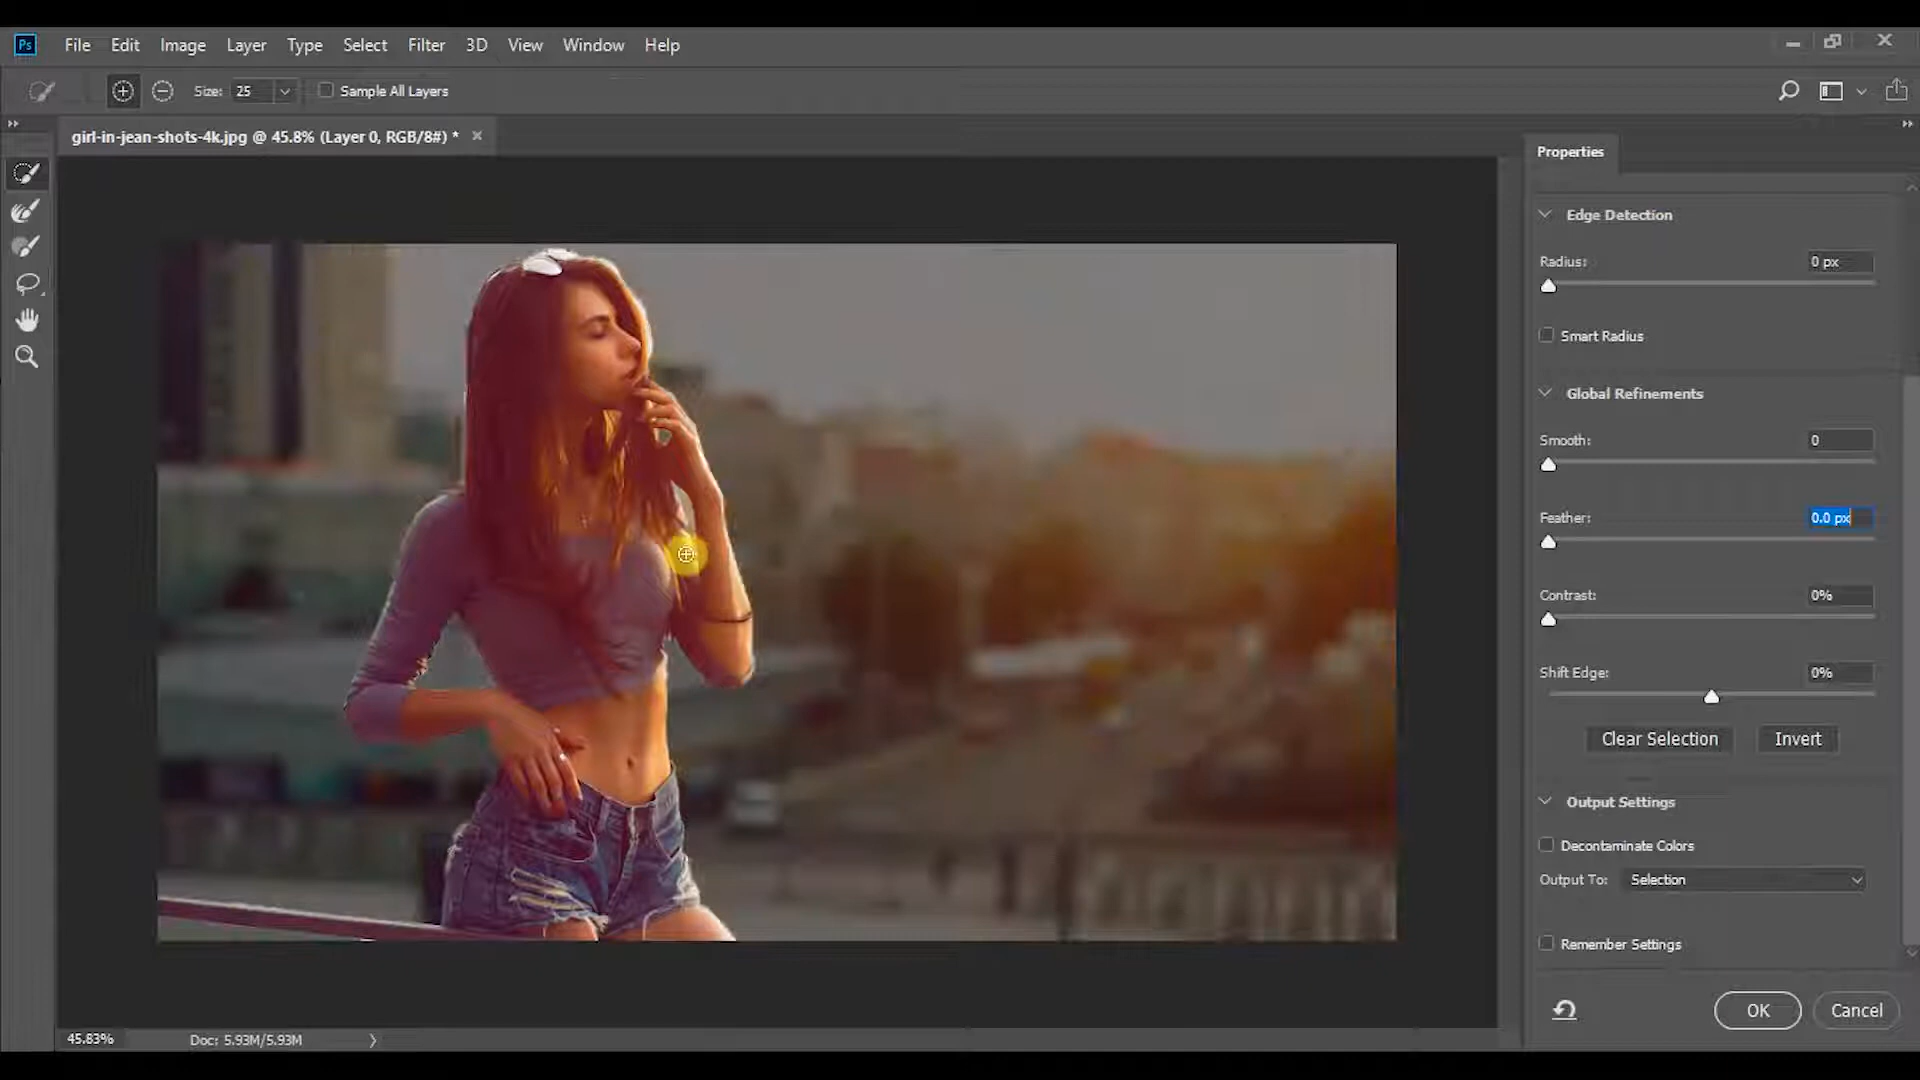 Ps File Edit Image Layer Type Select Filter 3D View Window Help
Size: 25 Sample All Layers
girl-in-jean-shots-4k.jpg @ 45.8% (Layer 0, RGB/8#) *
Properties
Edge Detection
Radius: 0 px
Smart Radius
Global Refinements
Smooth: 0
Feather: 0.0 px
Contrast: 0%
Shift Edge: 0%
Clear Selection Invert
Output Settings
Decontaminate Colors
Output To: Selection
Remember Settings
OK Cancel
45.83% Doc: 5.93M/5.93M